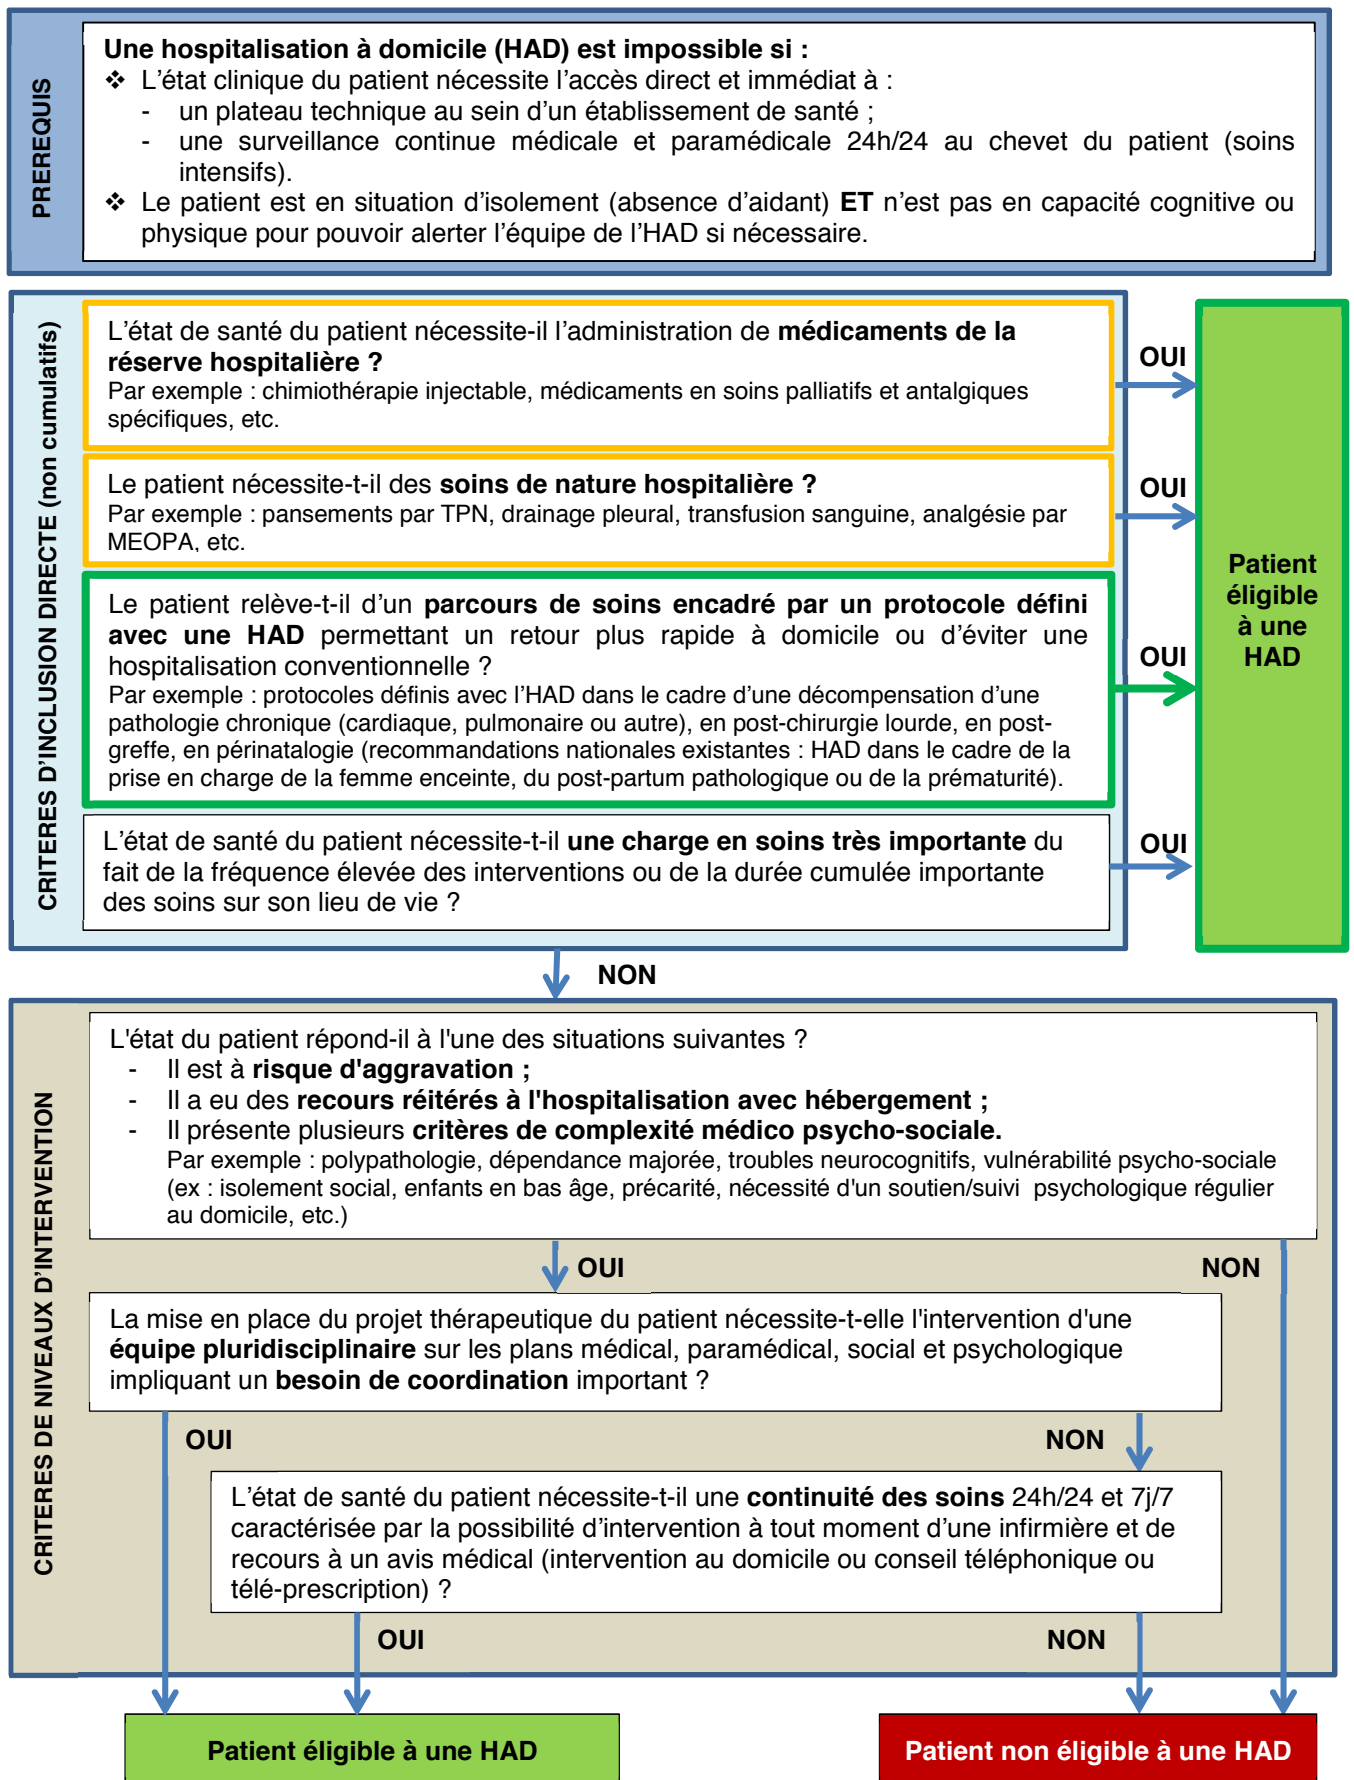 PREREQUIS
Une hospitalisation à domicile (HAD) est impossible si :
❖ L’état clinique du patient nécessite l’accès direct et immédiat à :
- un plateau technique au sein d’un établissement de santé ;
- une surveillance continue médicale et paramédicale 24h/24 au chevet du patient (soins
intensifs).
❖ Le patient est en situation d’isolement (absence d’aidant) ET n’est pas en capacité cognitive ou
physique pour pouvoir alerter l’équipe de l’HAD si nécessaire.
CRITERES D’INCLUSION DIRECTE (non cumulatifs)
L’état de santé du patient nécessite-il l’administration de médicaments de la
réserve hospitalière ?
Par exemple : chimiothérapie injectable, médicaments en soins palliatifs et antalgiques
spécifiques, etc.
OUI
Le patient nécessite-t-il des soins de nature hospitalière ?
Par exemple : pansements par TPN, drainage pleural, transfusion sanguine, analgésie par
MEOPA, etc.
OUI
Le patient relève-t-il d’un parcours de soins encadré par un protocole défini
avec une HAD permettant un retour plus rapide à domicile ou d’éviter une
hospitalisation conventionnelle ?
Par exemple : protocoles définis avec l’HAD dans le cadre d’une décompensation d’une
pathologie chronique (cardiaque, pulmonaire ou autre), en post-chirurgie lourde, en post-
greffe, en périnatalogie (recommandations nationales existantes : HAD dans le cadre de la
prise en charge de la femme enceinte, du post-partum pathologique ou de la prématurité).
OUI
L’état de santé du patient nécessite-t-il une charge en soins très importante du
fait de la fréquence élevée des interventions ou de la durée cumulée importante
des soins sur son lieu de vie ?
OUI
Patient
éligible
à une
HAD
NON
CRITERES DE NIVEAUX D’INTERVENTION
L'état du patient répond-il à l'une des situations suivantes ?
- Il est à risque d'aggravation ;
- Il a eu des recours réitérés à l'hospitalisation avec hébergement ;
- Il présente plusieurs critères de complexité médico psycho-sociale.
Par exemple : polypathologie, dépendance majorée, troubles neurocognitifs, vulnérabilité psycho-sociale
(ex : isolement social, enfants en bas âge, précarité, nécessité d'un soutien/suivi psychologique régulier
au domicile, etc.)
OUI
NON
La mise en place du projet thérapeutique du patient nécessite-t-elle l'intervention d'une
équipe pluridisciplinaire sur les plans médical, paramédical, social et psychologique
impliquant un besoin de coordination important ?
OUI
NON
L’état de santé du patient nécessite-t-il une continuité des soins 24h/24 et 7j/7
caractérisée par la possibilité d’intervention à tout moment d’une infirmière et de
recours à un avis médical (intervention au domicile ou conseil téléphonique ou
télé-prescription) ?
OUI
NON
Patient éligible à une HAD
Patient non éligible à une HAD